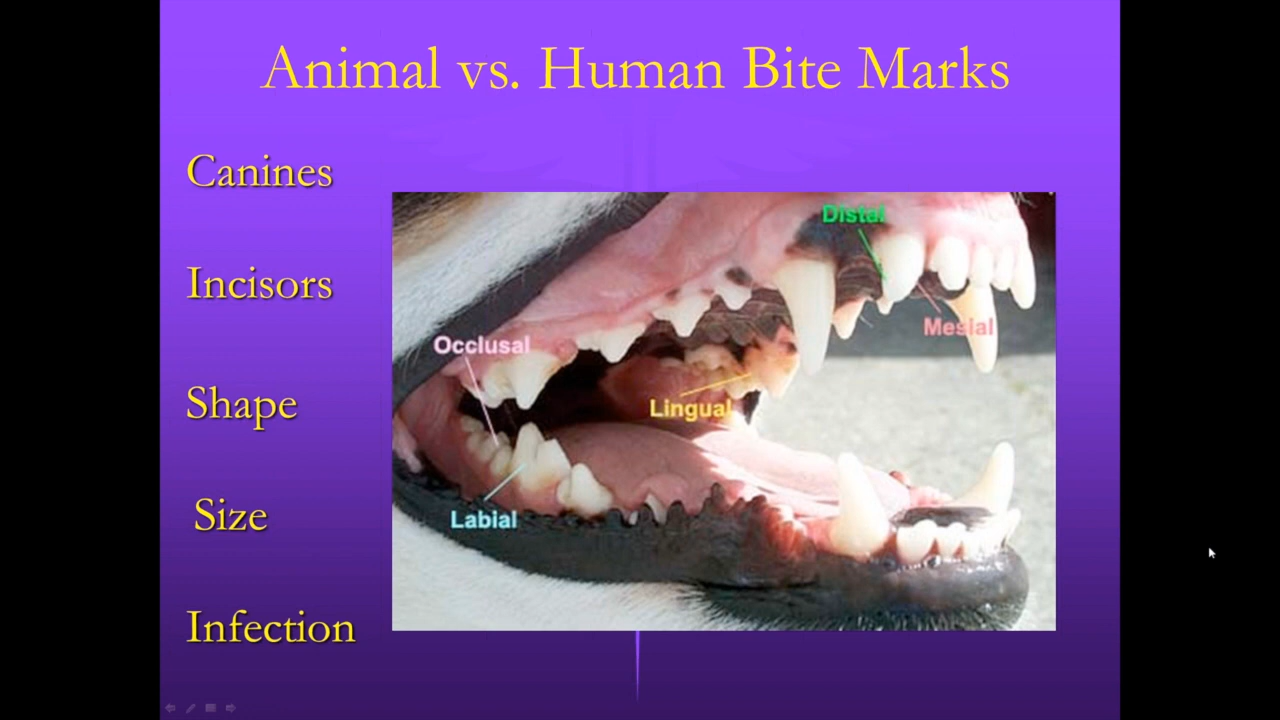 Animal vs. Human Bite Marks
Canines
Incisors
Shape
Size
Infection
Distal
Mesial
Occlusal
Lingual
Labial